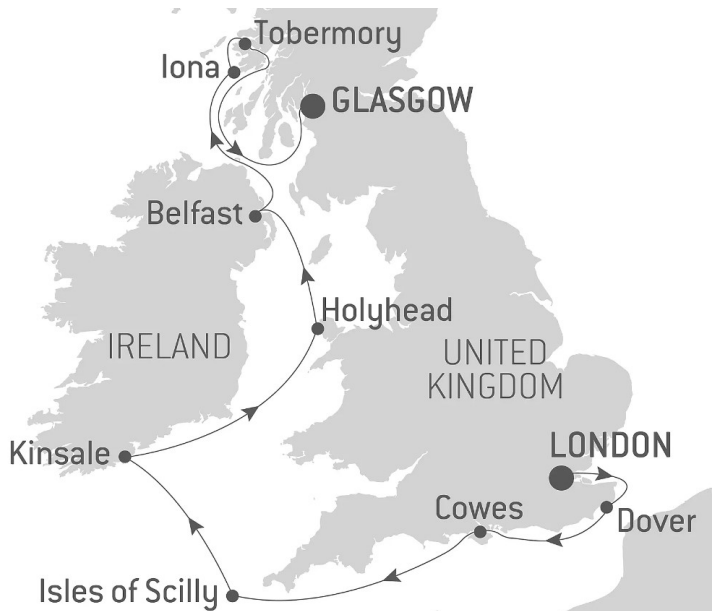 Tobermory
Iona
GLASGOW
Belfast
Holyhead
IRELAND
UNITED
KINGDOM
Kinsale
LONDON
Cowes
Dover
Isles of Scilly